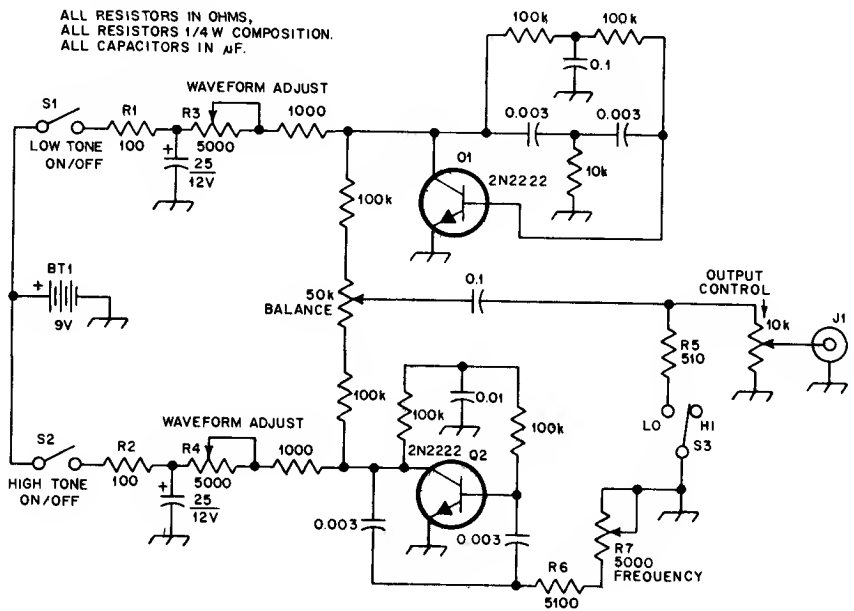 ALL RESISTORS IN OHMS,
ALL RESISTORS 1/4 W COMPOSITION.
ALL CAPACITORS IN µF.
100k
100k
0.1
WAVEFORM ADJUST
S1
R1
R3
1000
0.003
0.003
LOW TONE
ON/OFF
100
5000
+
25
12V
Q1
2N2222
10k
100k
BT1
+
9V
50k
BALANCE
0.1
OUTPUT
CONTROL
10k
J1
R5
510
LO
HI
S3
100k
100k
0.01
100k
WAVEFORM ADJUST
2N2222
Q2
S2
R2
R4
1000
HIGH TONE
ON/OFF
100
5000
+
25
12V
0.003
0.003
R6
5100
R7
5000
FREQUENCY